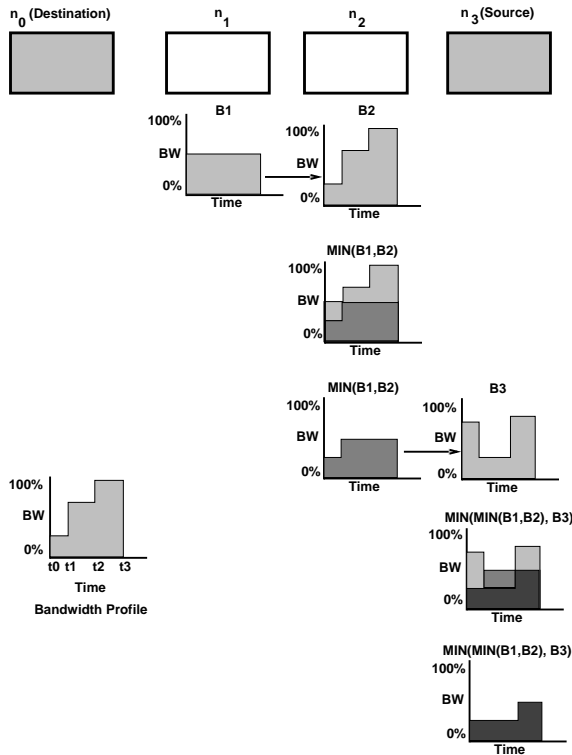 n0 (Destination)
n1
n2
n3 (Source)
B1
100%
BW
0%
Time
B2
100%
BW
0%
Time
MIN(B1,B2)
100%
BW
0%
Time
MIN(B1,B2)
100%
BW
0%
Time
B3
100%
BW
0%
Time
100%
BW
0%
t0 t1 t2 t3
Time
Bandwidth Profile
MIN(MIN(B1,B2), B3)
100%
BW
0%
Time
MIN(MIN(B1,B2), B3)
100%
BW
0%
Time